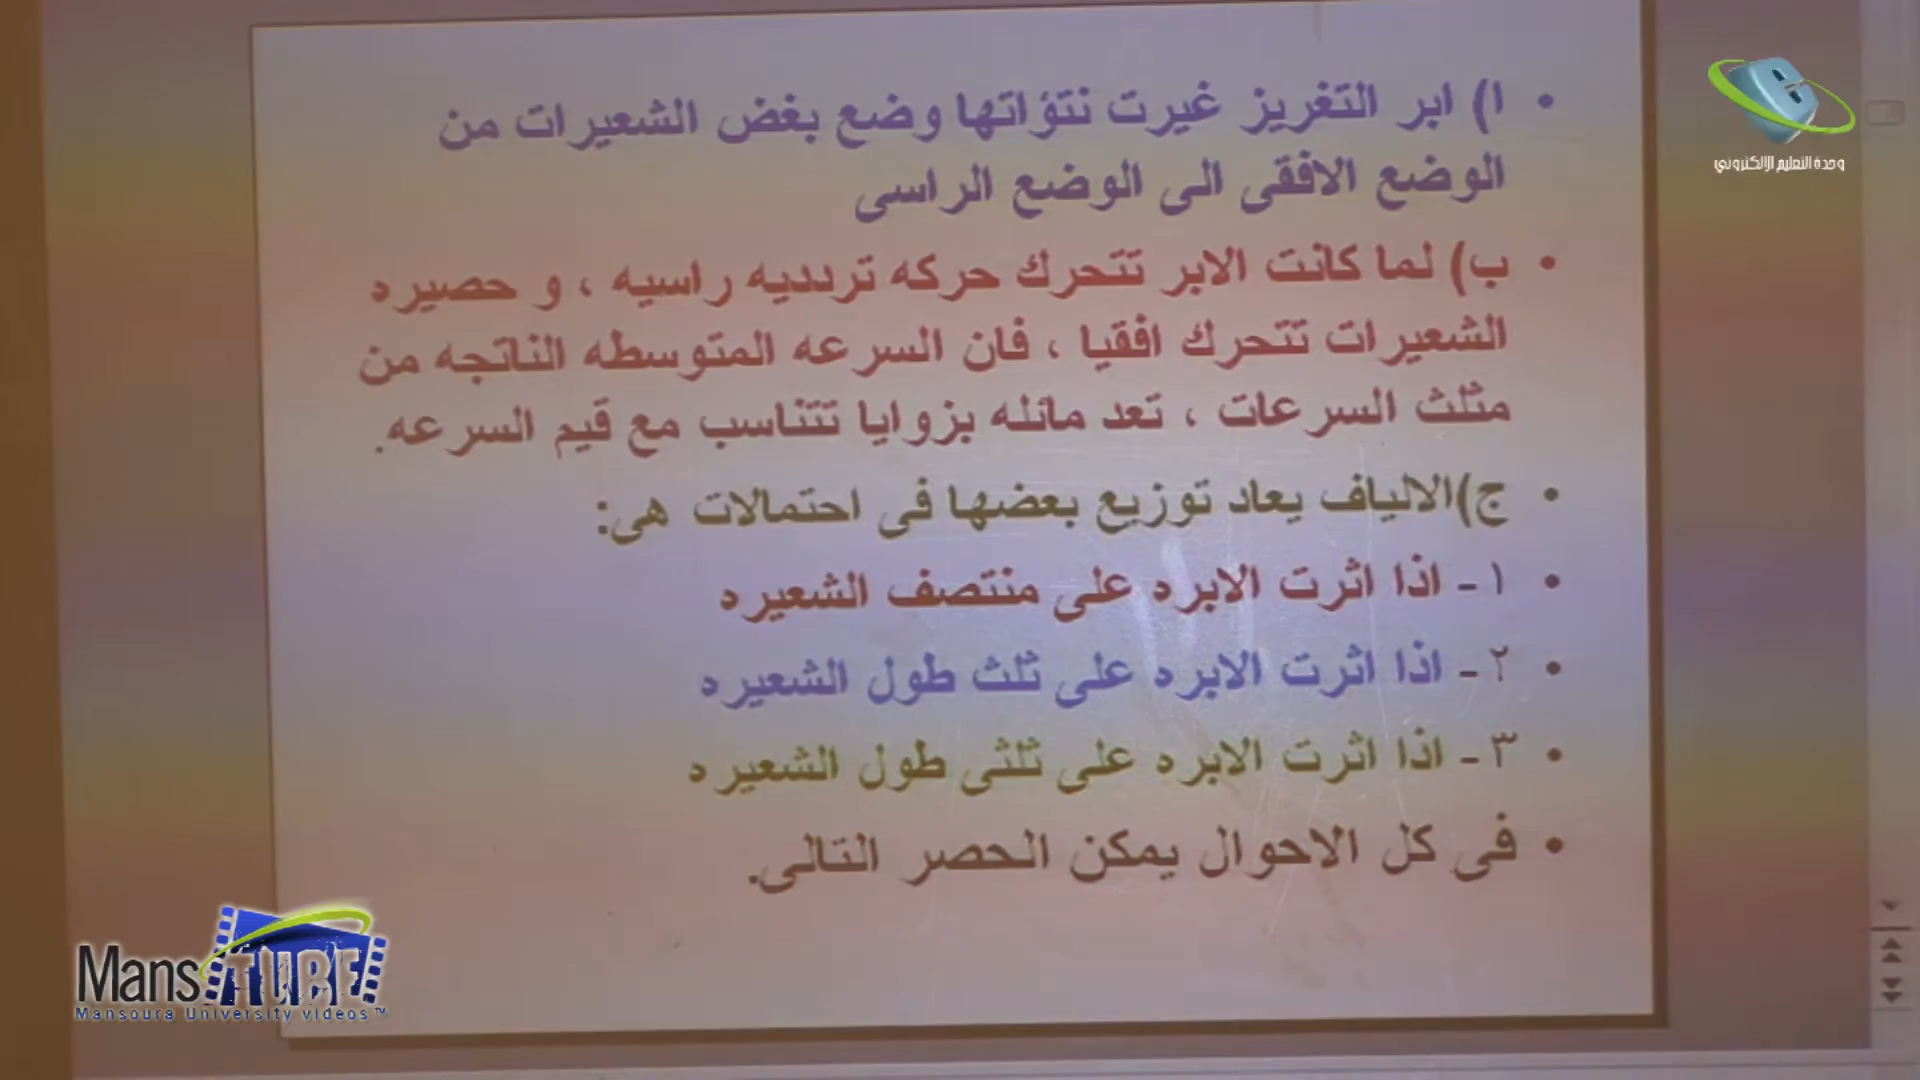 • ا) ابر التغريز غيرت نتؤاتها وضع بغض الشعيرات من
الوضع الافقى الى الوضع الراسى
• ب) لما كانت الابر تتحرك حركه تردديه راسيه ، و حصيره
الشعيرات تتحرك افقيا ، فان السرعه المتوسطه الناتجه من
مثلث السرعات ، تعد مائله بزوايا تتناسب مع قيم السرعه.
• ج)الالياف يعاد توزيع بعضها فى احتمالات هى:
• ١- اذا اثرت الابره على منتصف الشعيره
• ٢- اذا اثرت الابره على ثلث طول الشعيره
• ٣- اذا اثرت الابره على ثلثى طول الشعيره
• فى كل الاحوال يمكن الحصر التالى.
وحدة التعليم الإلكتروني
Mans TUBE
Mansoura University videos™